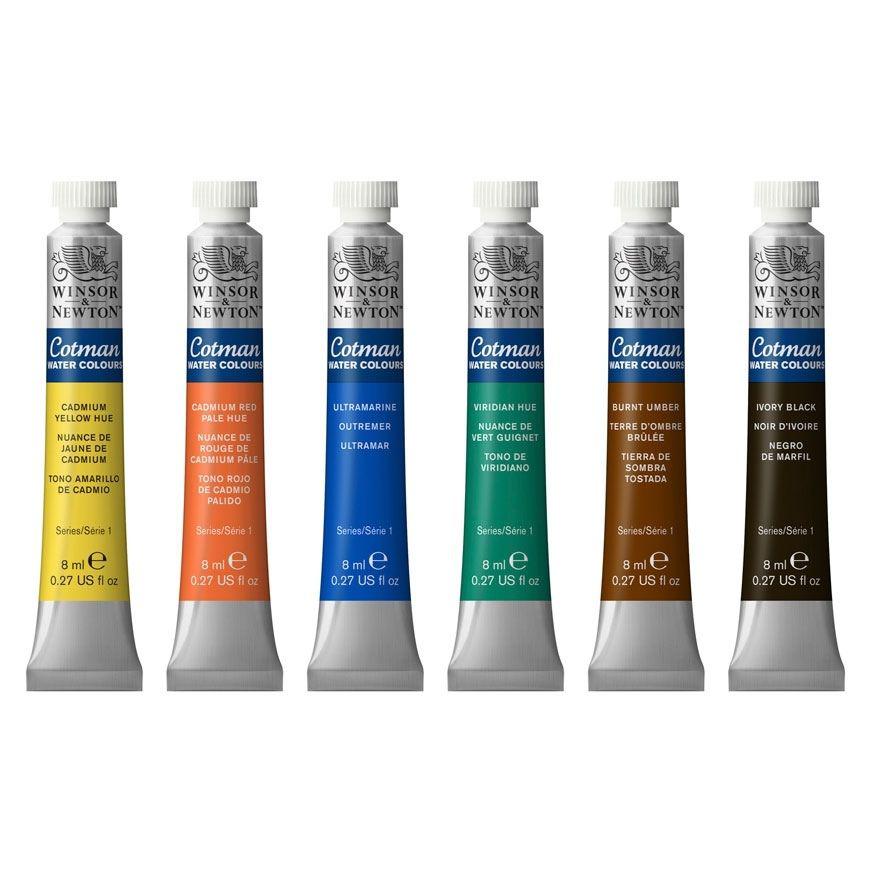 WINSOR
&
NEWTON™
Cotman
WATER COLOURS
CADMIUM
YELLOW HUE
NUANCE DE
JAUNE DE
CADMIUM
TONO AMARILLO
DE CADMIO
Series/Série 1
8 ml ℮
0.27 US fl oz
WINSOR
&
NEWTON™
Cotman
WATER COLOURS
CADMIUM RED
PALE HUE
NUANCE DE
ROUGE DE
CADMIUM PÂLE
TONO ROJO
DE CADMIO
PALIDO
Series/Série 1
8 ml ℮
0.27 US fl oz
WINSOR
&
NEWTON™
Cotman
WATER COLOURS
ULTRAMARINE
OUTREMER
ULTRAMAR
Series/Série 1
8 ml ℮
0.27 US fl oz
WINSOR
&
NEWTON™
Cotman
WATER COLOURS
VIRIDIAN HUE
NUANCE DE
VERT GUIGNET
TONO DE
VIRIDIANO
Series/Série 1
8 ml ℮
0.27 US fl oz
WINSOR
&
NEWTON™
Cotman
WATER COLOURS
BURNT UMBER
TERRE D'OMBRE
BRÛLÉE
TIERRA DE
SOMBRA
TOSTADA
Series/Série 1
8 ml ℮
0.27 US fl oz
WINSOR
&
NEWTON™
Cotman
WATER COLOURS
IVORY BLACK
NOIR D'IVOIRE
NEGRO
DE MARFIL
Series/Série 1
8 ml ℮
0.27 US fl oz